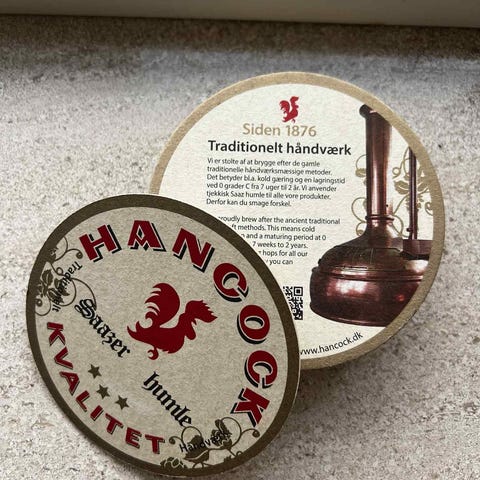 Siden 1876
Traditionelt håndværk
Vi er stolte af at brygge efter de gamle
traditionelle håndværksmæssige metoder.
Det betyder bl.a. kold gæring og en lagringstid
ved 0 grader C fra 7 uger til 2 år. Vi anvender
tjekkisk Saaz humle til alle vore produkter.
Derfor kan du smage forskel.
proudly brew after the ancient traditional
methods. This means cold
and a maturing period at 0
7 weeks to 2 years.
hops for all our
you can
www.hancock.dk
HANCOCK
Saazer humle
KVALITET
Håndværk